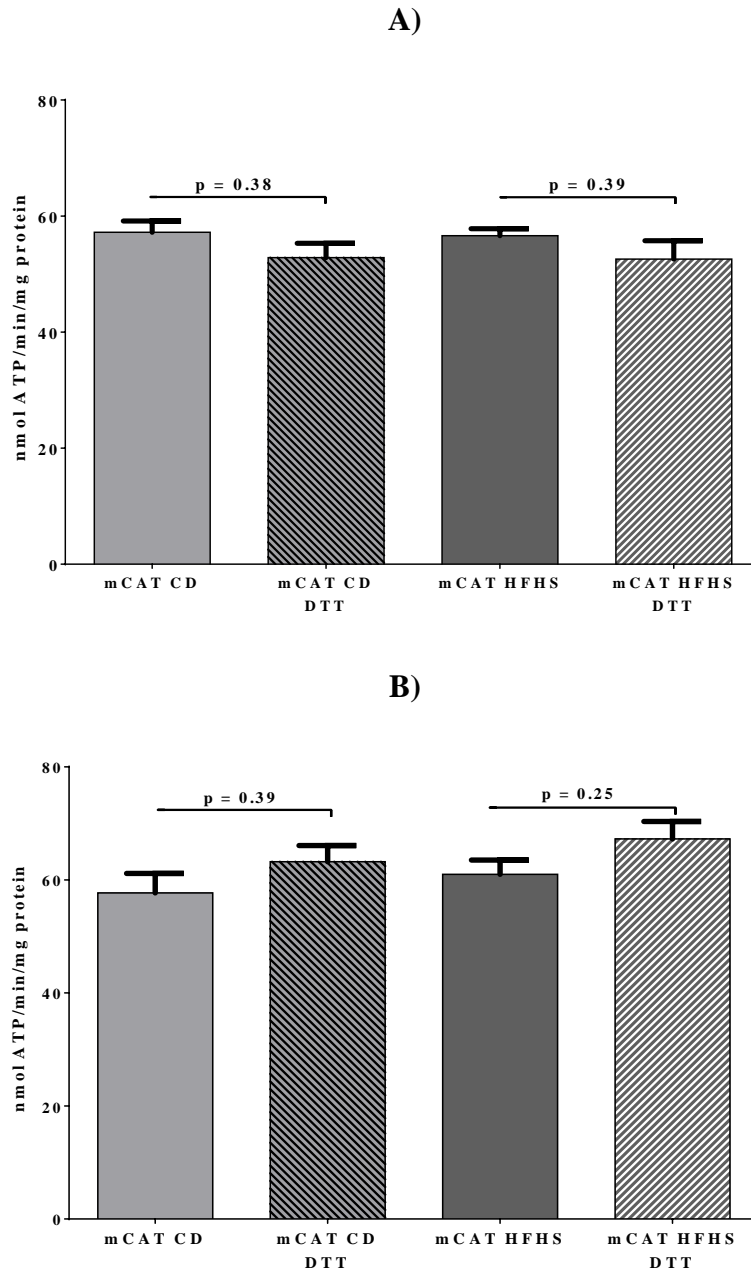 A)
80
60
40
20
0
nmol ATP/min/mg protein
p = 0.38
p = 0.39
mCAT CD
mCAT CD
DTT
mCAT HFHS
mCAT HFHS
DTT
B)
80
60
40
20
0
nmol ATP/min/mg protein
p = 0.39
p = 0.25
mCAT CD
mCAT CD
DTT
mCAT HFHS
mCAT HFHS
DTT